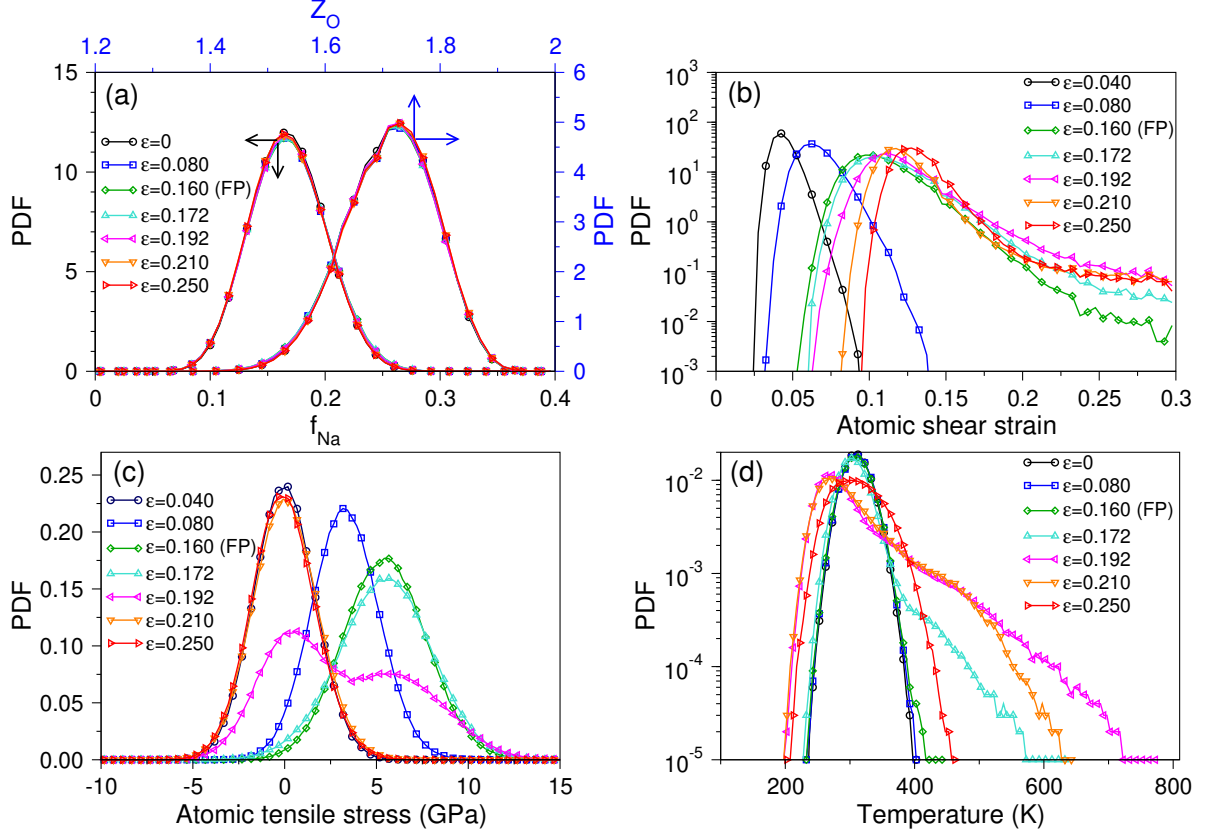 Z_O
1.2 1.4 1.6 1.8 2
(a)
15
10
5
0
PDF
6
5
4
3
2
1
0
PDF
ε=0
ε=0.080
ε=0.160 (FP)
ε=0.172
ε=0.192
ε=0.210
ε=0.250
0 0.1 0.2 0.3 0.4
f_Na
(b)
10^3
10^2
10^1
10^0
10^-1
10^-2
10^-3
PDF
ε=0.040
ε=0.080
ε=0.160 (FP)
ε=0.172
ε=0.192
ε=0.210
ε=0.250
0 0.05 0.1 0.15 0.2 0.25 0.3
Atomic shear strain
(c)
0.25
0.20
0.15
0.10
0.05
0.00
PDF
ε=0.040
ε=0.080
ε=0.160 (FP)
ε=0.172
ε=0.192
ε=0.210
ε=0.250
-10 -5 0 5 10 15
Atomic tensile stress (GPa)
(d)
10^-2
10^-3
10^-4
10^-5
PDF
ε=0
ε=0.080
ε=0.160 (FP)
ε=0.172
ε=0.192
ε=0.210
ε=0.250
200 400 600 800
Temperature (K)